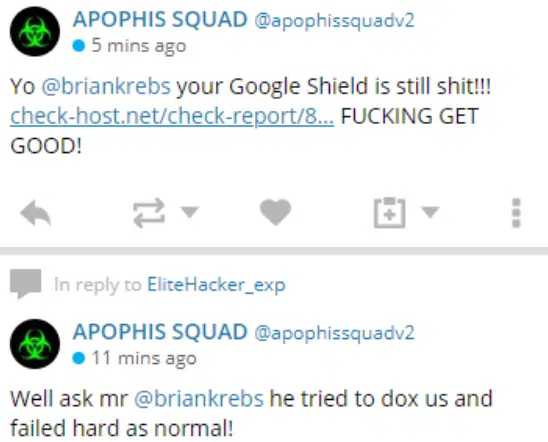 APOPHIS SQUAD @apophissquadv2
5 mins ago
Yo @briankrebs your Google Shield is still shit!!!
check-host.net/check-report/8... FUCKING GET
GOOD!
In reply to EliteHacker_exp
APOPHIS SQUAD @apophissquadv2
11 mins ago
Well ask mr @briankrebs he tried to dox us and
failed hard as normal!